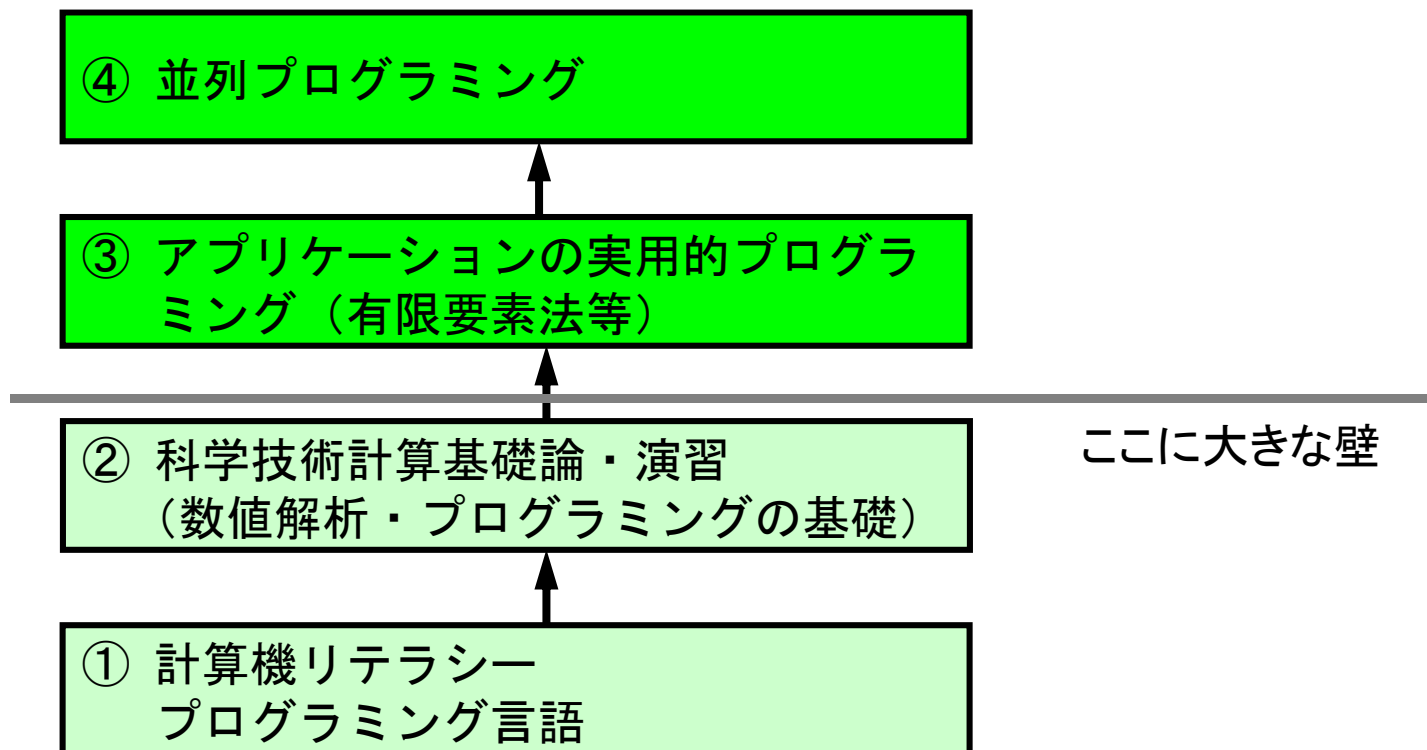 ④ 並列プログラミング
③ アプリケーションの実用的プログラ
ミング（有限要素法等）
② 科学技術計算基礎論・演習
（数値解析・プログラミングの基礎）
ここに大きな壁
① 計算機リテラシー
プログラミング言語